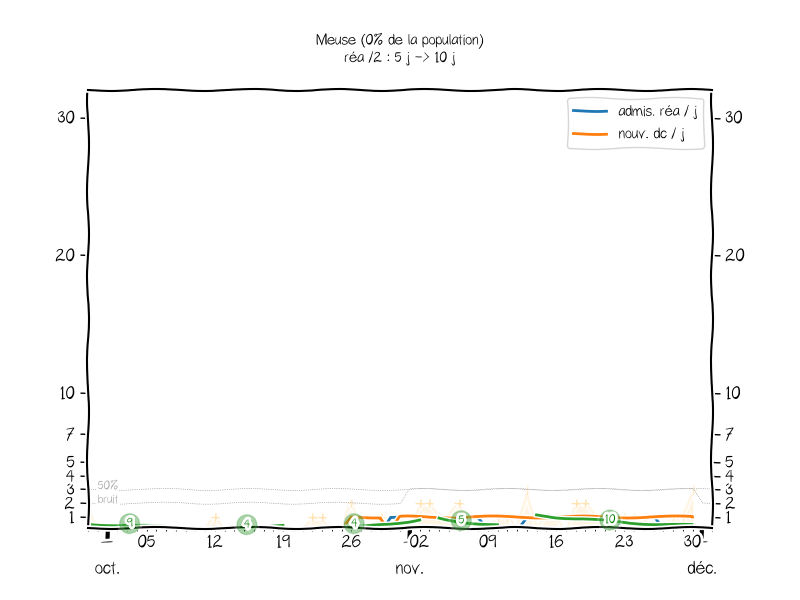 Meuse (0% de la population)
réa /2 : 5 j -> 10 j
admis. réa / j
nouv. dc / j
30 30
20 20
10 10
7 7
5 5
4 4
3 3
2 2
1 1
50%
bruit
9 4 4 5 10
05 12 19 26 02 09 16 23 30
oct. nov. déc.